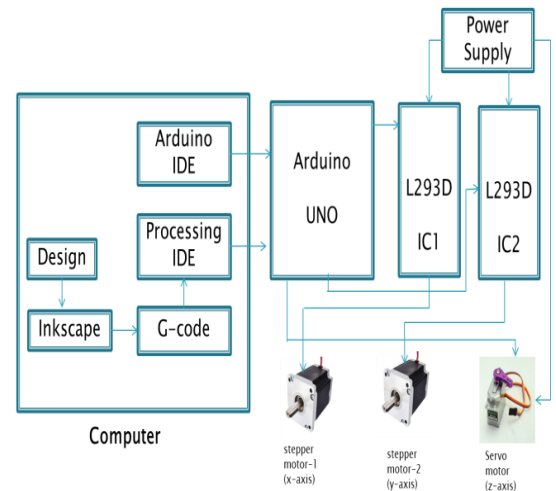 Power
Supply
Arduino
IDE
Arduino
UNO
L293D
IC1
L293D
IC2
Processing
IDE
Design
Inkscape
G-code
Computer
stepper
motor-1
(x-axis)
stepper
motor-2
(y-axis)
Servo
motor
(z-axis)